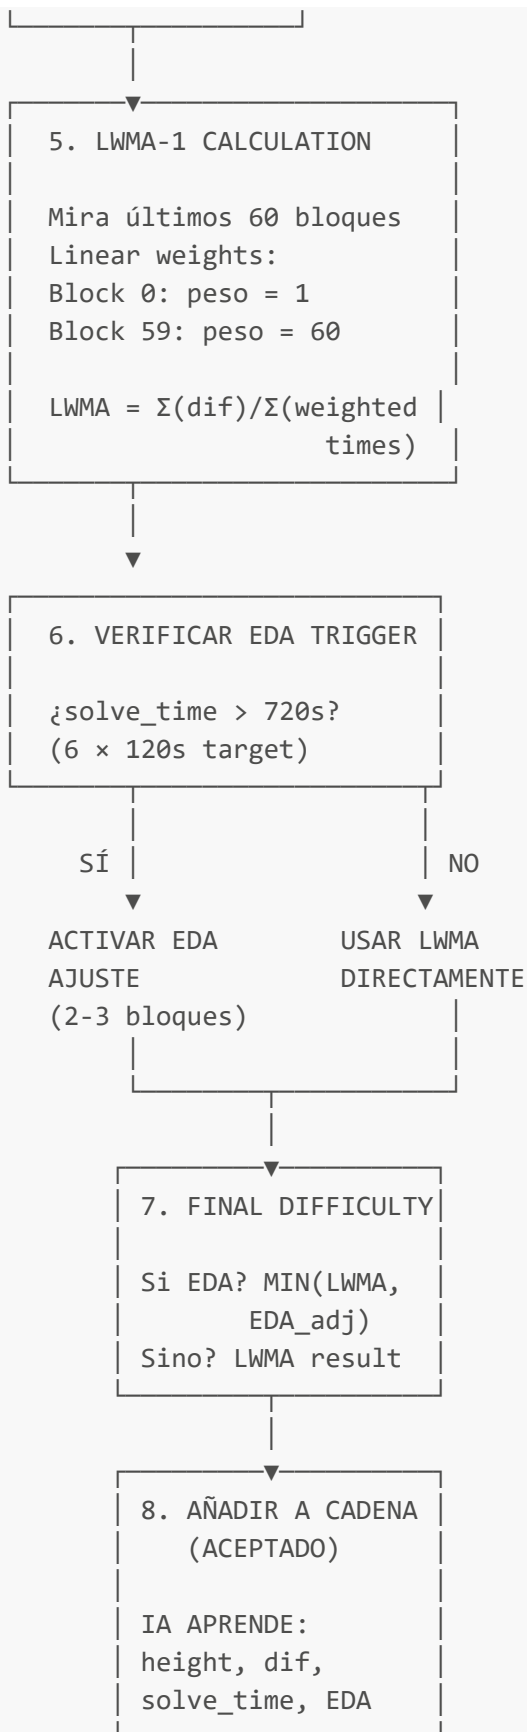 5. LWMA-1 CALCULATION
Mira últimos 60 bloques
Linear weights:
Block 0: peso = 1
Block 59: peso = 60
LWMA = Σ(dif)/Σ(weighted
times)
6. VERIFICAR EDA TRIGGER
¿solve_time > 720s?
(6 × 120s target)
SÍ NO
ACTIVAR EDA USAR LWMA
AJUSTE DIRECTAMENTE
(2-3 bloques)
7. FINAL DIFFICULTY
Si EDA? MIN(LWMA,
EDA_adj)
Sino? LWMA result
8. AÑADIR A CADENA
(ACEPTADO)
IA APRENDE:
height, dif,
solve_time, EDA